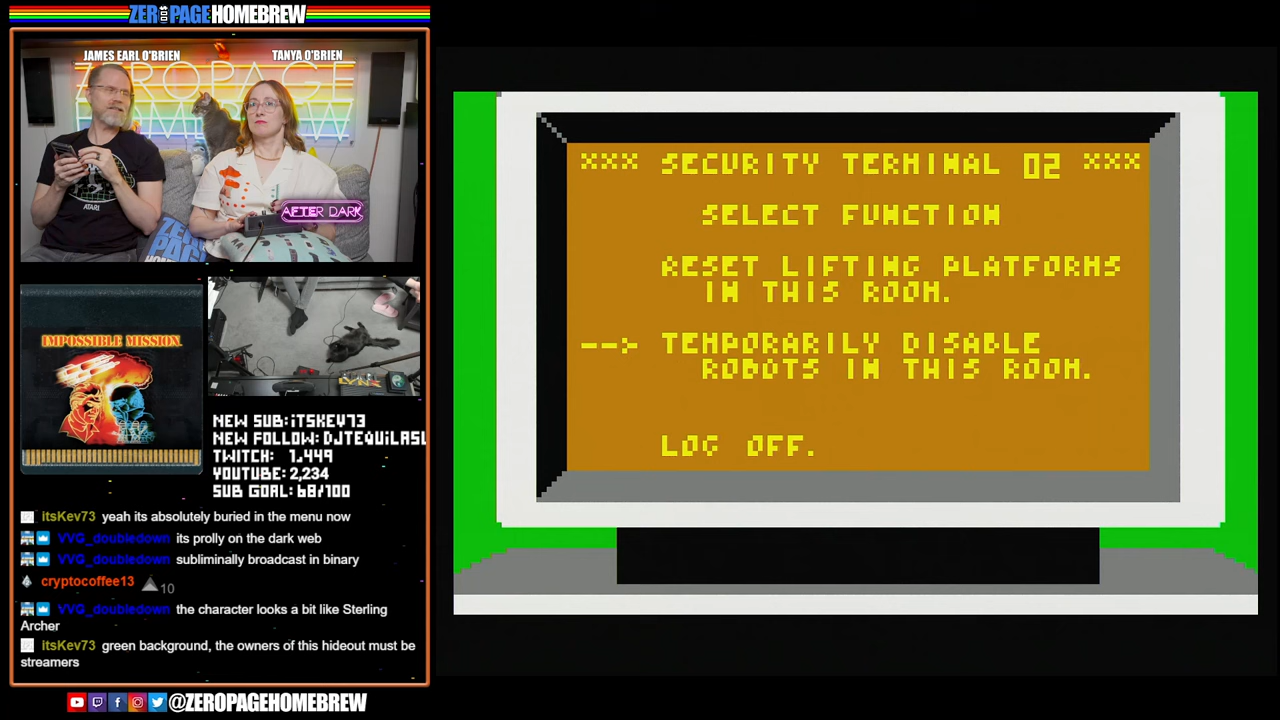 ZEROPAGEHOMEBREW
JAMES EARL O'BRIEN
TANYA O'BRIEN
AFTER DARK
ATARI
IMPOSSIBLE MISSION
LYNX
NEW SUB: iTSKEV73
NEW FOLLOW: DJTEQUiLASU
TWITCH: 1,449
YOUTUBE: 2,234
SUB GOAL: 68/100
itsKev73 yeah its absolutely buried in the menu now
VVG_doubledown its prolly on the dark web
VVG_doubledown subliminally broadcast in binary
cryptocoffee13 10
VVG_doubledown the character looks a bit like Sterling
Archer
itsKev73 green background, the owners of this hideout must be
streamers
@ZEROPAGEHOMEBREW
*** SECURITY TERMINAL 02 ***
SELECT FUNCTION
RESET LIFTING PLATFORMS
IN THIS ROOM.
--> TEMPORARILY DISABLE
ROBOTS IN THIS ROOM.
LOG OFF.